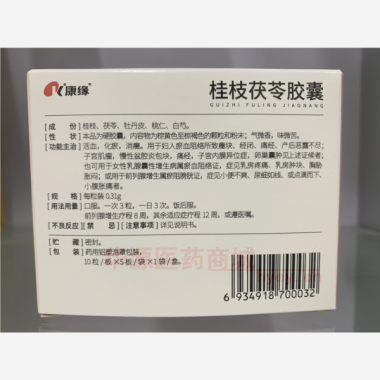 康缘
桂枝茯苓胶囊
GUIZHI FULING JIAONANG
【成 份】桂枝、茯苓、牡丹皮、桃仁、白芍。
【性 状】本品为硬胶囊,内容物为棕黄色至棕褐色的颗粒和粉末;气微香,味微苦。
【功能主治】活血,化瘀,消癥。用于妇人瘀血阻络所致癥块、经闭、痛经、产后恶露不尽;
子宫肌瘤,慢性盆腔炎包块,痛经,子宫内膜异位症,卵巢囊肿见上述证候者;
也可用于女性乳腺囊性增生病属瘀血阻络证,症见乳房疼痛、乳房肿块、胸胁
胀闷;或用于前列腺增生属瘀阻膀胱证,症见小便不爽、尿细如线、或点滴而下、
小腹胀痛者。
【规 格】每粒装0.31g
【用法用量】口服。一次3粒,一日3次。饭后服。
前列腺增生疗程8周,其余适应症疗程12周,或遵医嘱。
【不良反应】【禁 忌】【注意事项】详见说明书。
【贮 藏】密封。
【包 装】药用铝塑泡罩包装,
10粒/板×5板/袋×1袋/盒。
中源医药商城
6 934918 700032